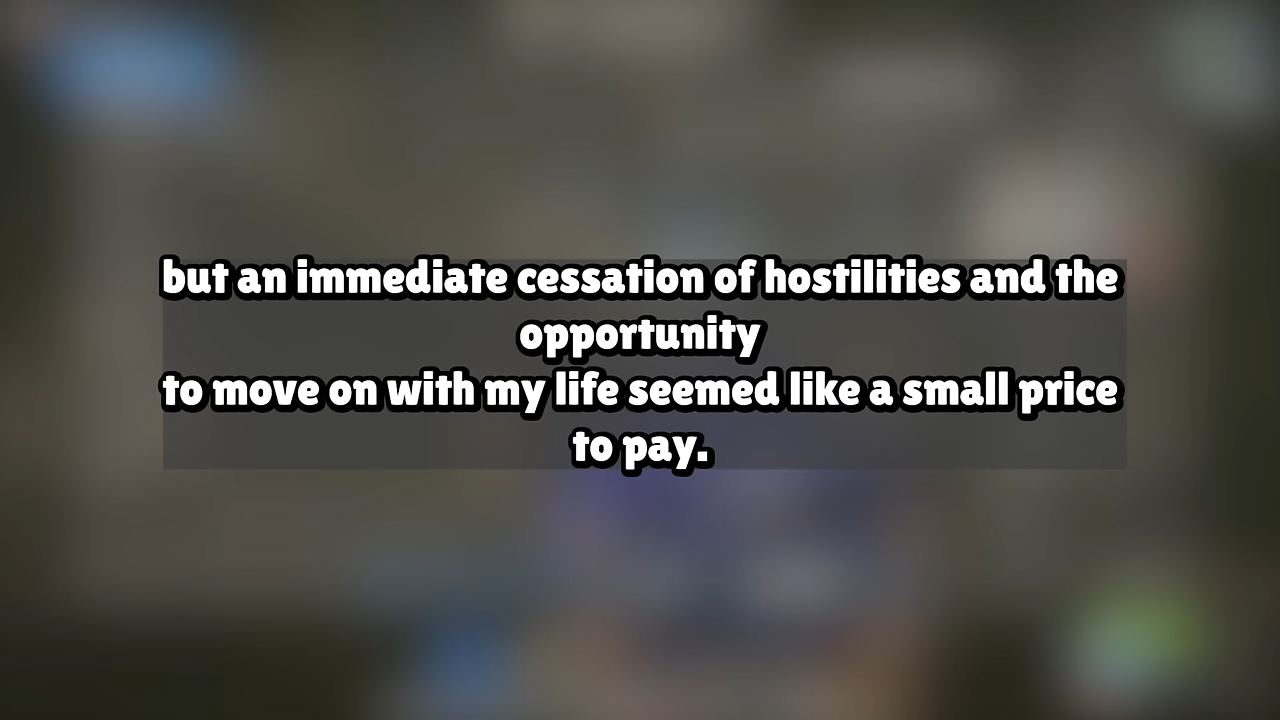 but an immediate cessation of hostilities and the
opportunity
to move on with my life seemed like a small price
to pay.